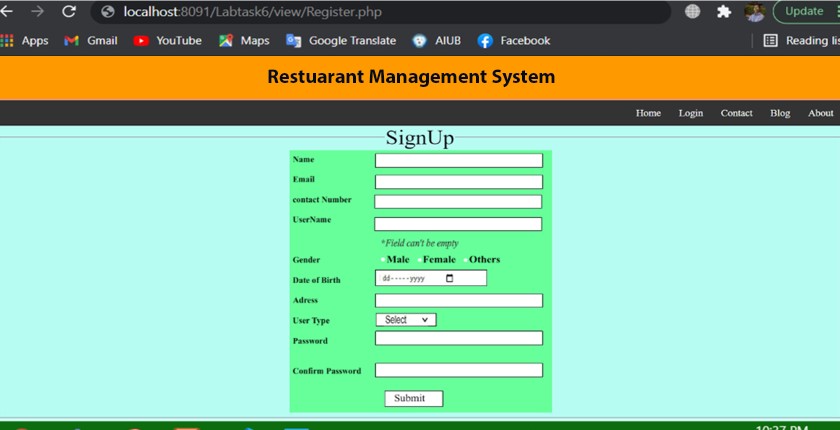 localhost:8091/Labtask6/view/Register.php
Update
Apps Gmail YouTube Maps Google Translate AIUB Facebook Reading lis
Restuarant Management System
Home Login Contact Blog About
SignUp
Name
Email
contact Number
UserName
*Field can't be empty
Gender Male Female Others
Date of Birth dd-----yyyy
Adress
User Type Select
Password
Confirm Password
Submit
10:37 PM